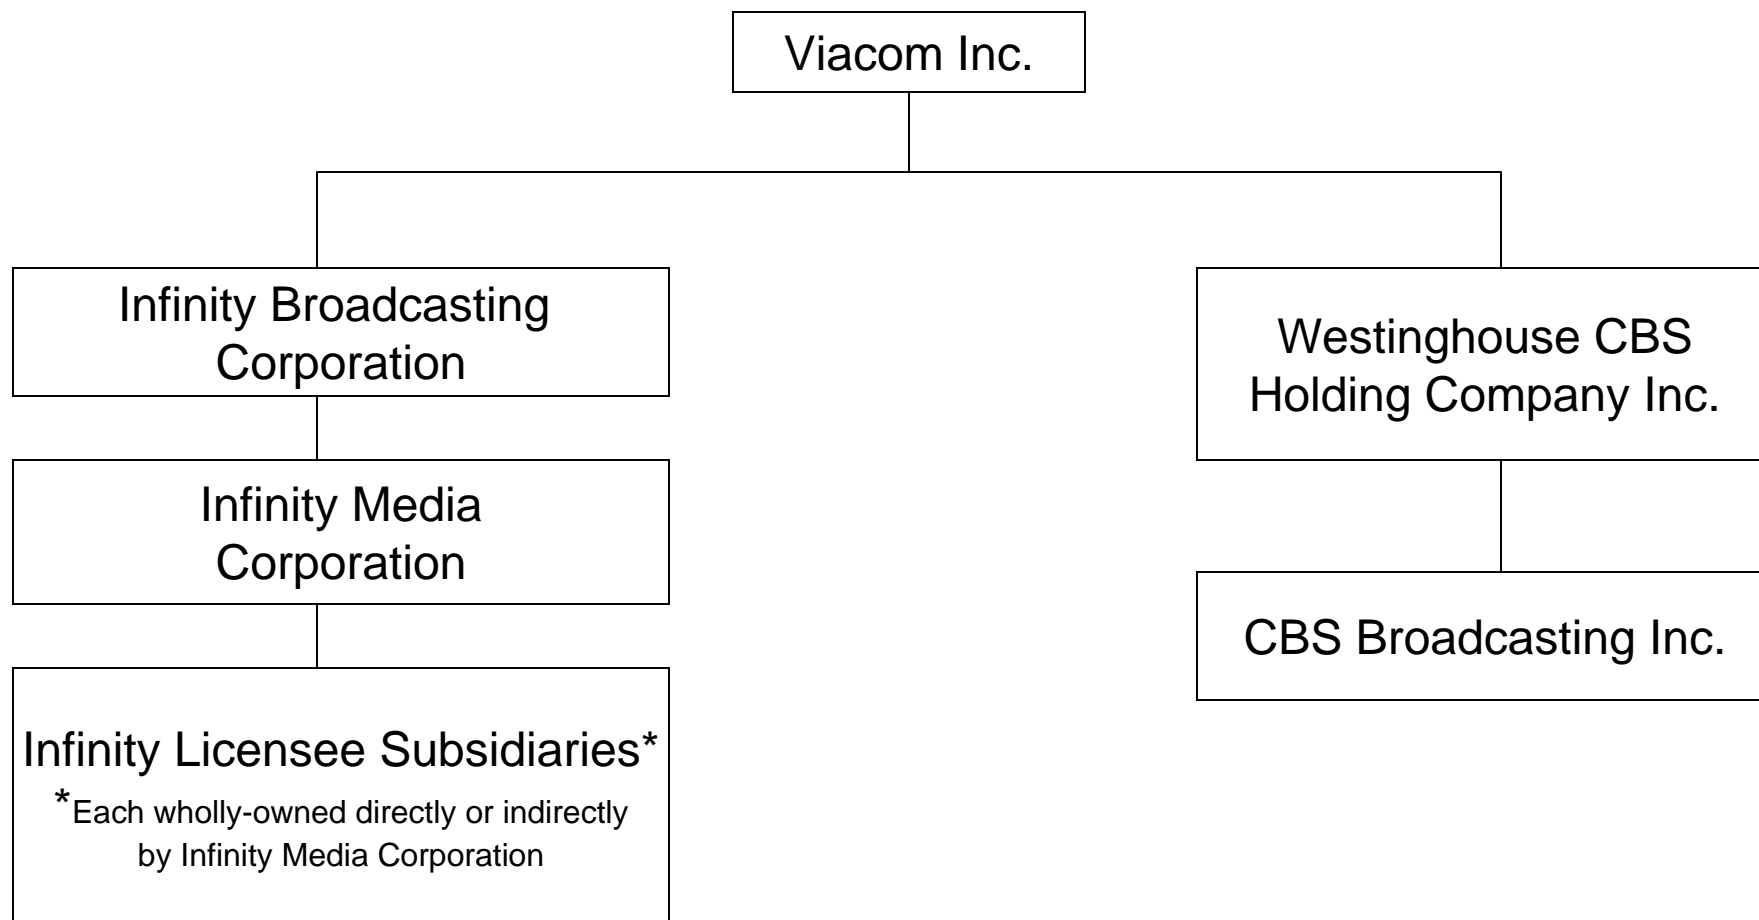 Viacom Inc.
Infinity Broadcasting
Corporation
Westinghouse CBS
Holding Company Inc.
Infinity Media
Corporation
CBS Broadcasting Inc.
Infinity Licensee Subsidiaries*
*Each wholly-owned directly or indirectly
by Infinity Media Corporation